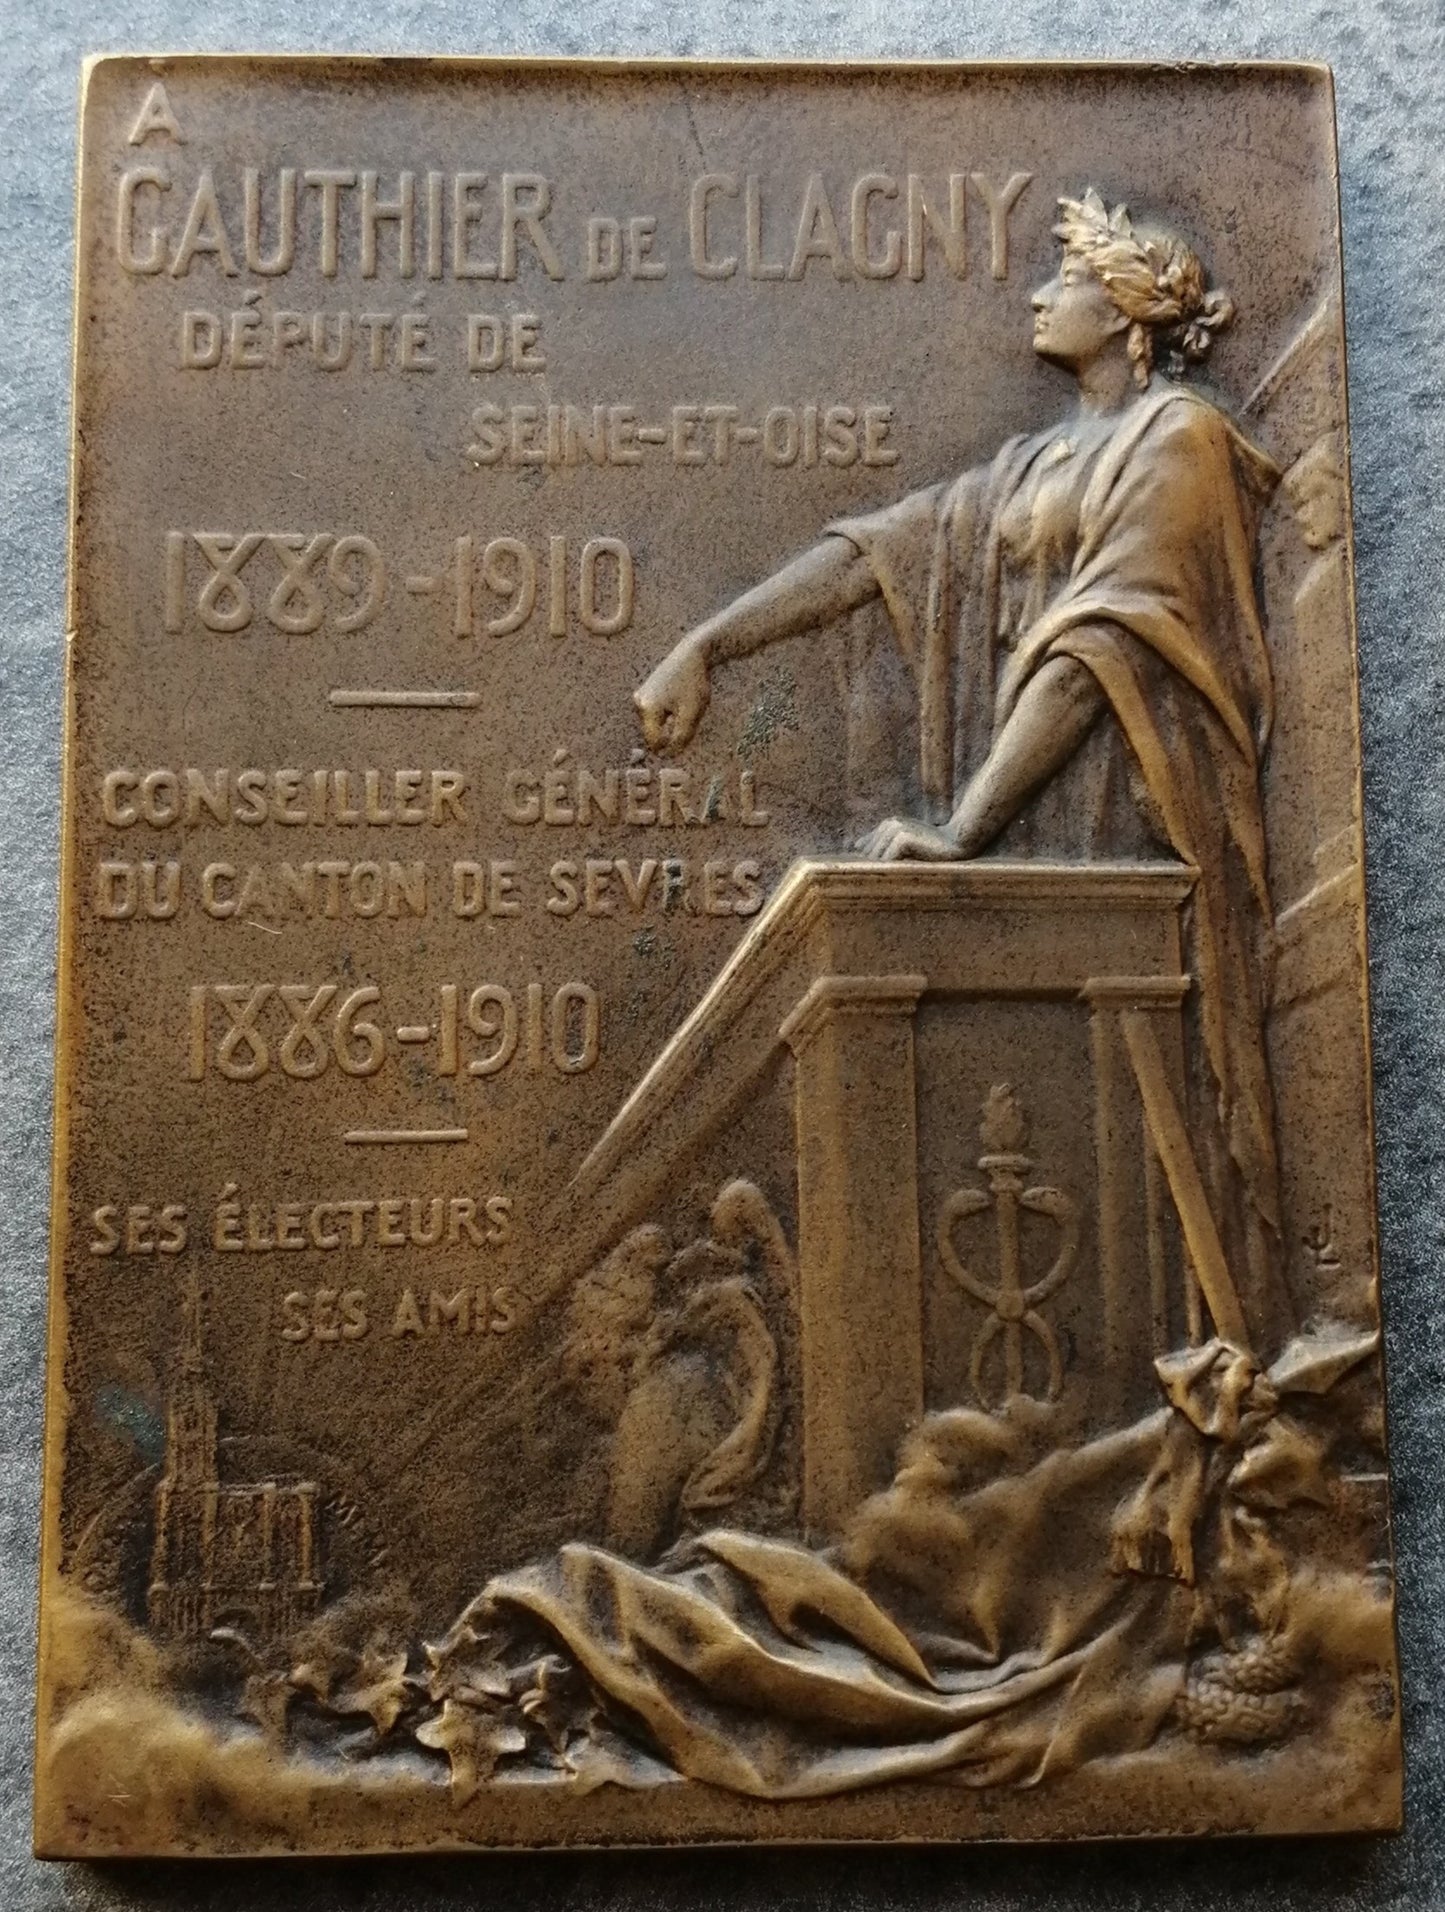 A
GAUTHIER DE CLAGNY
DÉPUTÉ DE
SEINE-ET-OISE
1889-1910
CONSEILLER GÉNÉRAL
DU CANTON DE SEVRES
1886-1910
SES ÉLECTEURS
SES AMIS